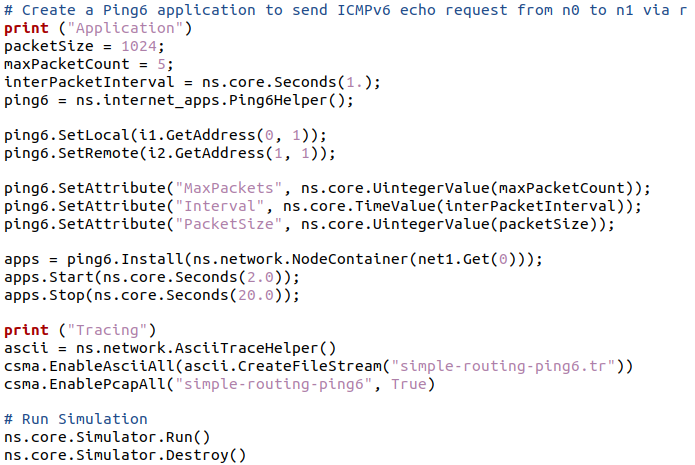 # Create a Ping6 application to send ICMPv6 echo request from n0 to n1 via r
print ("Application")
packetSize = 1024;
maxPacketCount = 5;
interPacketInterval = ns.core.Seconds(1.);
ping6 = ns.internet_apps.Ping6Helper();

ping6.SetLocal(i1.GetAddress(0, 1));
ping6.SetRemote(i2.GetAddress(1, 1));

ping6.SetAttribute("MaxPackets", ns.core.UintegerValue(maxPacketCount));
ping6.SetAttribute("Interval", ns.core.TimeValue(interPacketInterval));
ping6.SetAttribute("PacketSize", ns.core.UintegerValue(packetSize));

apps = ping6.Install(ns.network.NodeContainer(net1.Get(0)));
apps.Start(ns.core.Seconds(2.0));
apps.Stop(ns.core.Seconds(20.0));

print ("Tracing")
ascii = ns.network.AsciiTraceHelper()
csma.EnableAsciiAll(ascii.CreateFileStream("simple-routing-ping6.tr"))
csma.EnablePcapAll("simple-routing-ping6", True)

# Run Simulation
ns.core.Simulator.Run()
ns.core.Simulator.Destroy()